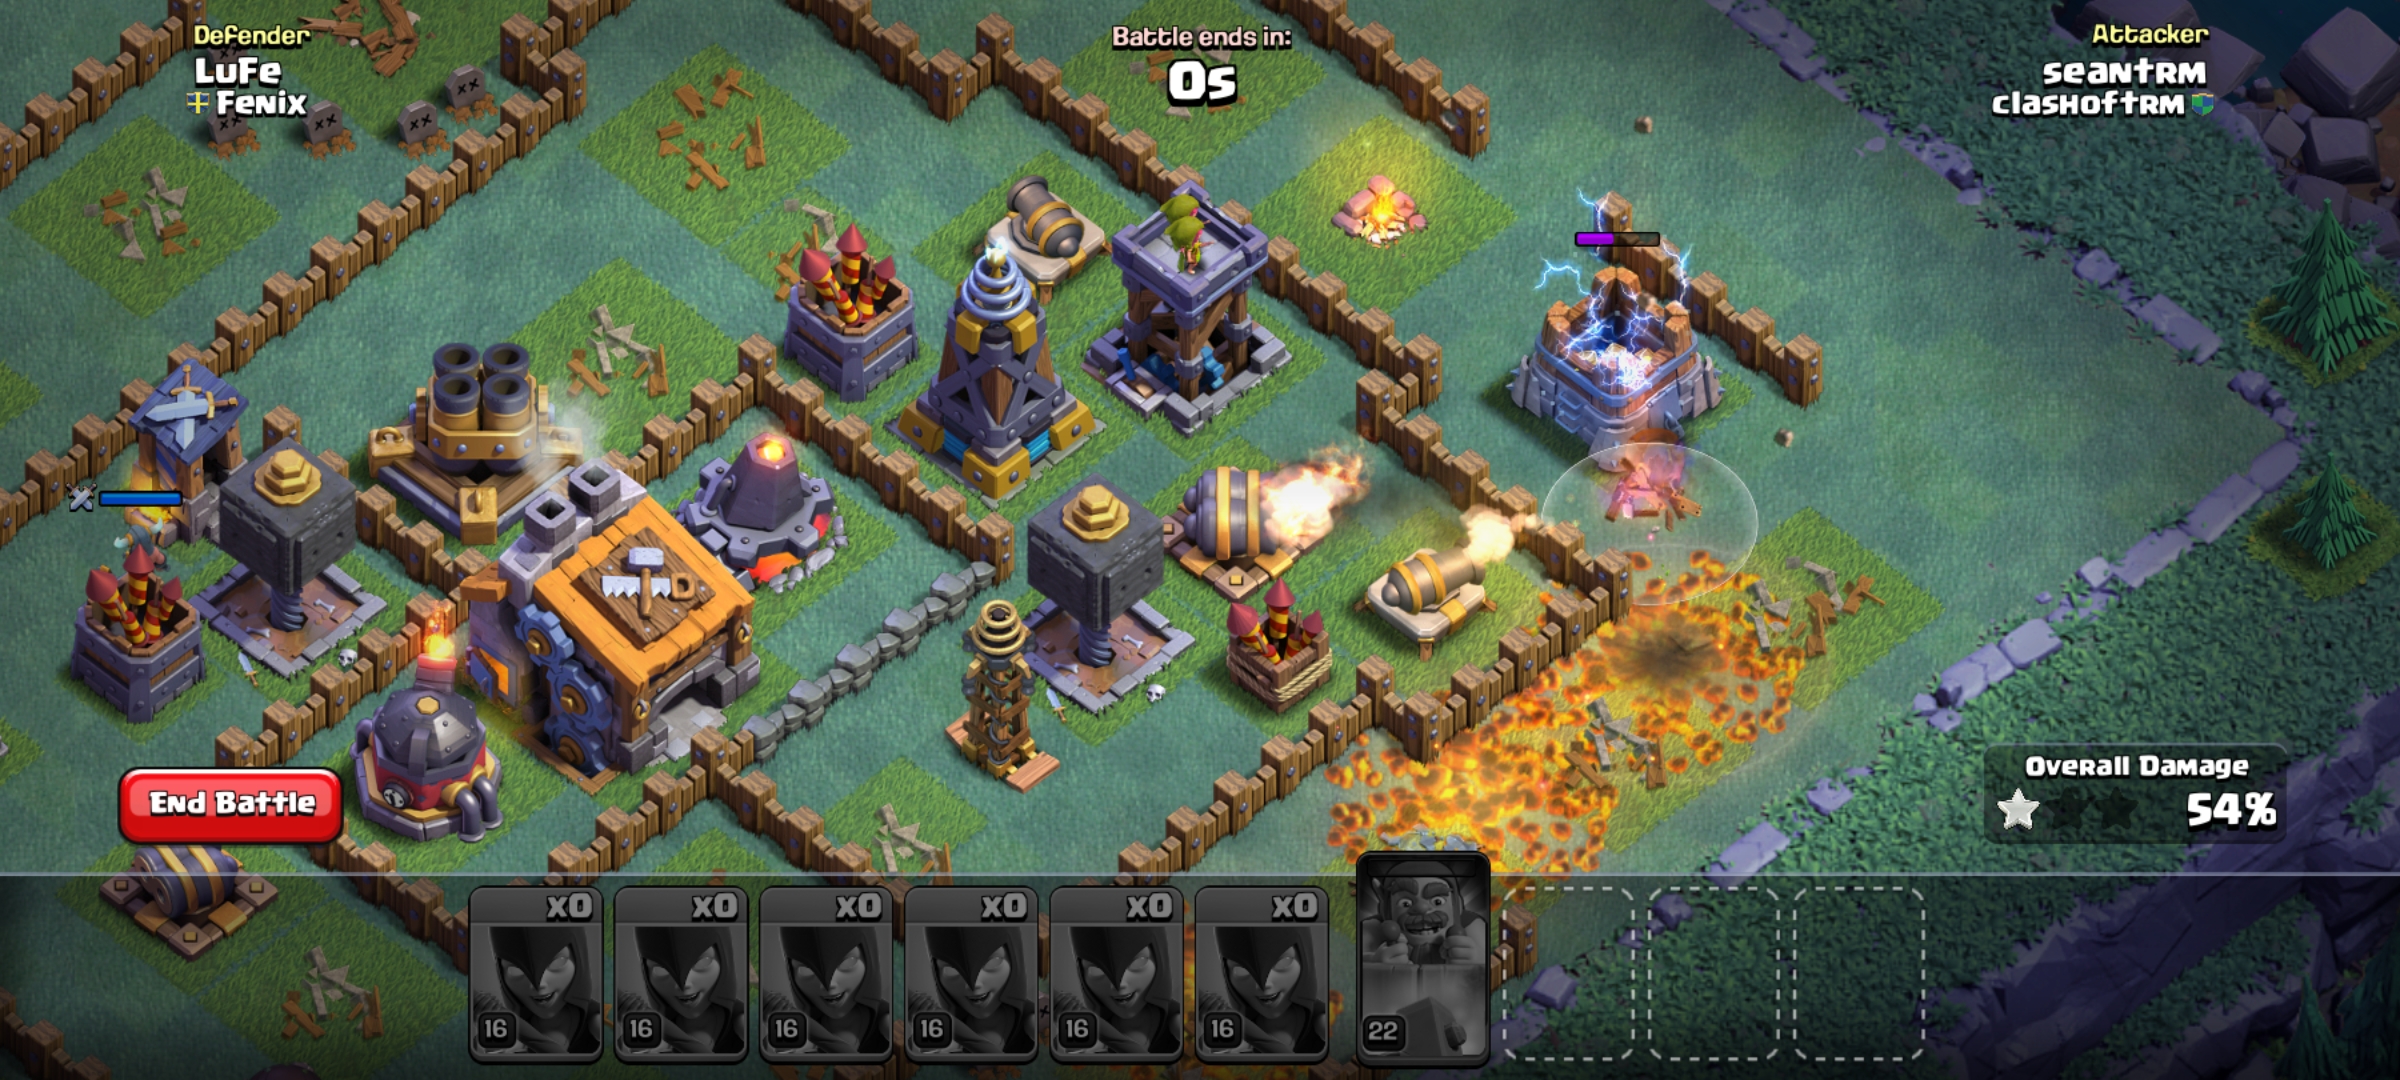 Defender
LuFe
Fenix
Battle ends in:
0s
Attacker
seantRM
clashoftRM
End Battle
Overall Damage
54%
x0
x0
x0
x0
x0
x0
16
16
16
16
16
16
22